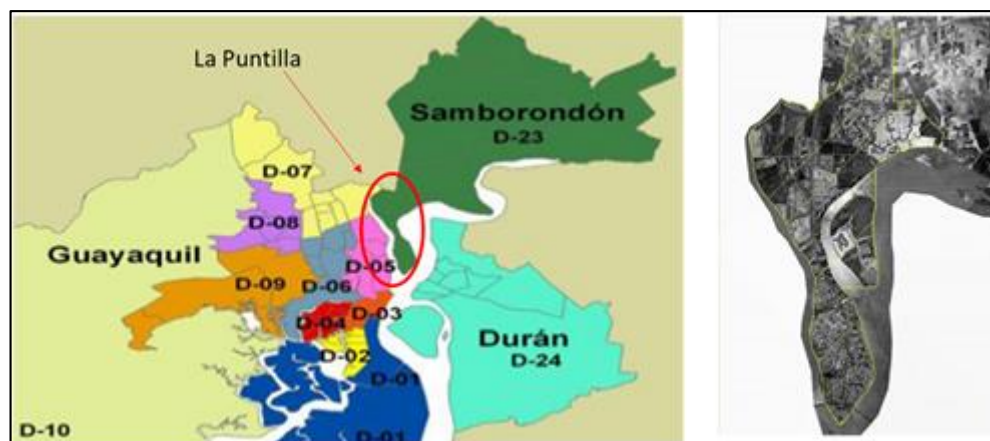 La Puntilla
Samborondón
D-23
D-07
D-08
Guayaquil
D-05
D-09
D-06
D-03
D-04
Durán
D-02
D-24
D-01
D-10
D-01